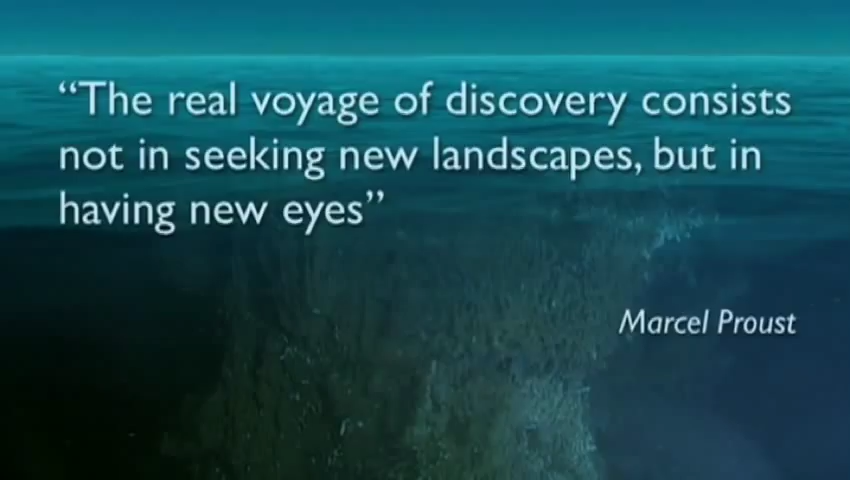 “The real voyage of discovery consists
not in seeking new landscapes, but in
having new eyes”
Marcel Proust